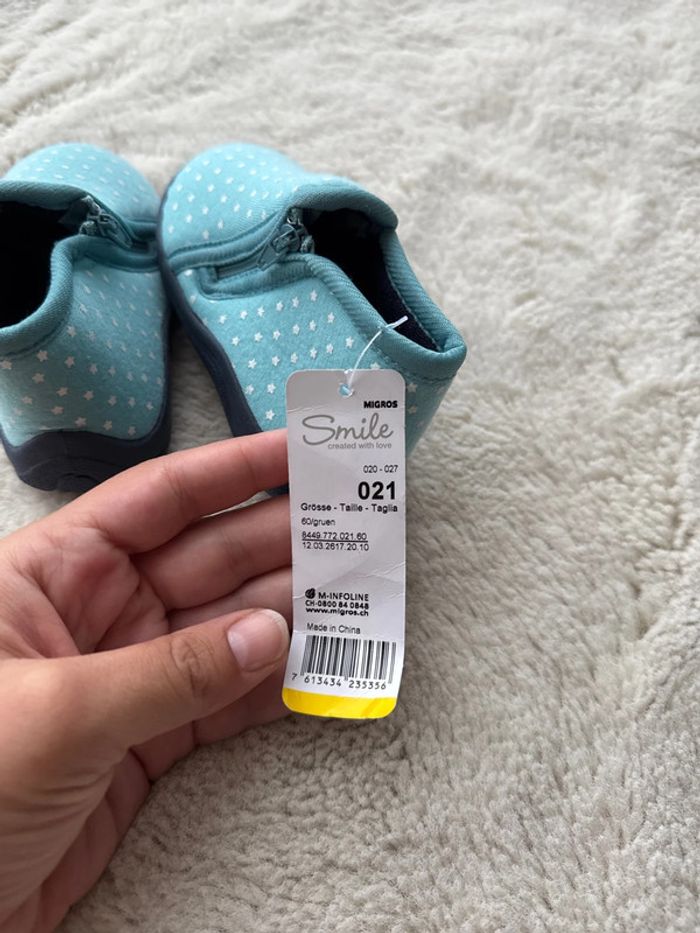 MIGROS
Smile
created with love
020 - 027
021
Grösse - Taille - Taglia
60/gruen
8449.772.021.60
12.03.2617.20.10
M-INFOLINE
CH-0800 84 0848
www.migros.ch
Made in China
7 613434 235356